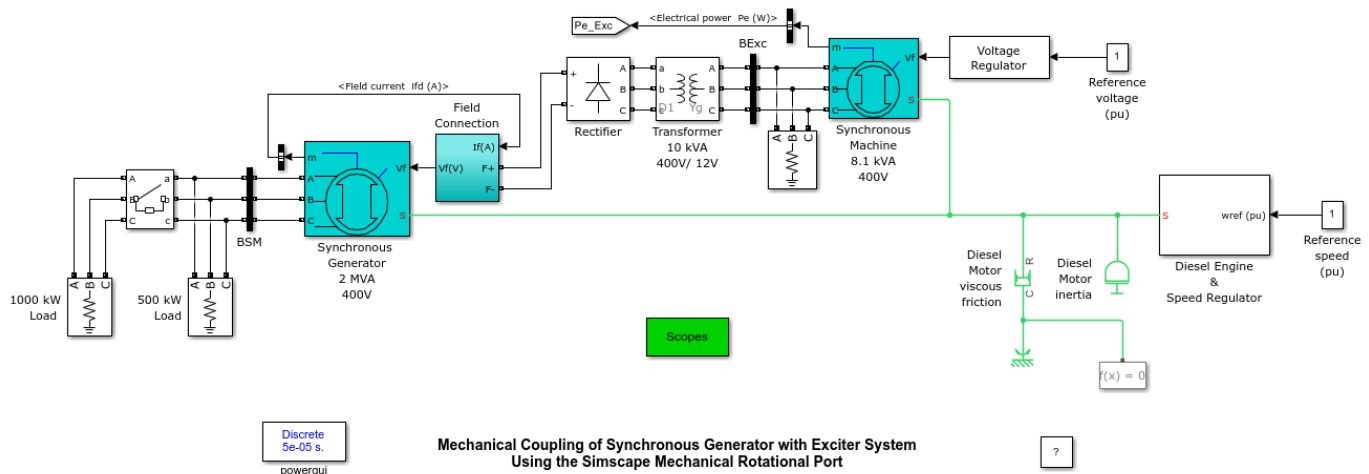 Pe_Exc
<Electrical power Pe (W)>
BExc
m
Vf
A
B
C
S
Synchronous
Machine
8.1 kVA
400V
Voltage
Regulator
1
Reference
voltage
(pu)
+
-
A
B
C
Rectifier
a
b
c
A
B
C
D1 Yg
Transformer
10 kVA
400V/ 12V
A B C
<Field current Ifd (A)>
Field
Connection
If(A)
Vf(V)
F+
F-
m
Vf
A
B
C
S
Synchronous
Generator
2 MVA
400V
BSM
A
B
C
a
b
c
A B C
1000 kW
Load
A B C
500 kW
Load
Diesel
Motor
viscous
friction
R
C
Diesel
Motor
inertia
S
wref (pu)
Diesel Engine
&
Speed Regulator
1
Reference
speed
(pu)
f(x) = 0
Scopes
Discrete
5e-05 s.
powergui
Mechanical Coupling of Synchronous Generator with Exciter System
Using the Simscape Mechanical Rotational Port
?